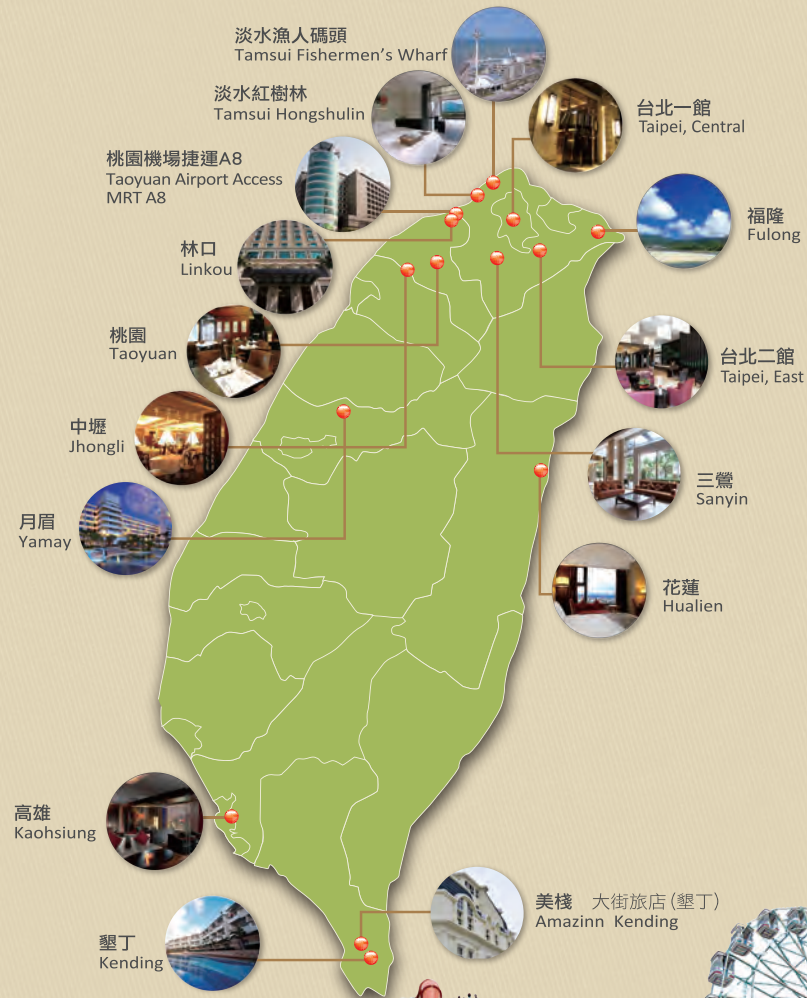 淡水漁人碼頭
Tamsui Fishermen's Wharf
淡水紅樹林
Tamsui Hongshulin
台北一館
Taipei, Central
桃園機場捷運A8
Taoyuan Airport Access
MRT A8
福隆
Fulong
林口
Linkou
桃園
Taoyuan
台北二館
Taipei, East
中壢
Jhongli
三鶯
Sanyin
月眉
Yamay
花蓮
Hualien
高雄
Kaohsiung
美棧 大街旅店(墾丁)
Amazinn Kending
墾丁
Kending